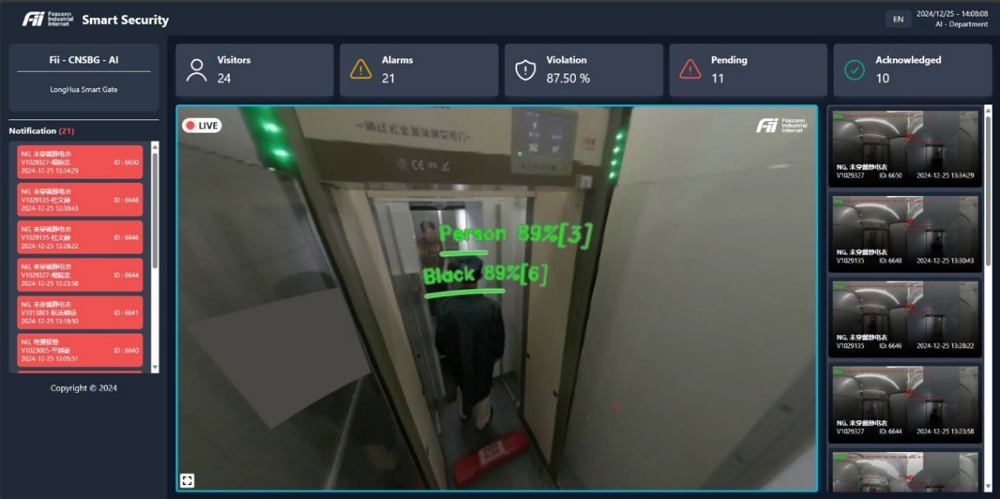 Fii Foxconn Industrial Internet
Smart Security
EN
2024/12/25 - 14:08:08
AI - Department
Fii - CNSBG - AI
LongHua Smart Gate
Visitors
24
Alarms
21
Violation
87.50 %
Pending
11
Acknowledged
10
Notification (21)
NG, 未穿戴静电衣
V1029327-
ID : 6650
2024-12-25 13:34:29
NG, 未穿戴静电衣
V1029135-杜文
ID : 6648
2024-12-25 13:30:43
NG, 未穿戴静电衣
V1029135-杜文
ID : 6646
2024-12-25 13:28:22
NG, 未穿戴静电衣
V1029327-
ID : 6644
2024-12-25 13:23:58
NG, 未穿戴静电衣
V1013801-
ID : 6641
2024-12-25 13:18:50
NG, 弯腰报警
V1023005-
ID : 6640
2024-12-25 13:05:51
Copyright © 2024
LIVE
Fii Foxconn Industrial Internet
CE
Person 89%[3]
Black 89%[6]
NG, 未穿戴静电衣
V1029327 ID: 6650 2024-12-25 13:34:29
NG, 未穿戴静电衣
V1029135 ID: 6648 2024-12-25 13:30:43
NG, 未穿戴静电衣
V1029135 ID: 6646 2024-12-25 13:28:22
NG, 未穿戴静电衣
V1029327 ID: 6644 2024-12-25 13:23:58
NG